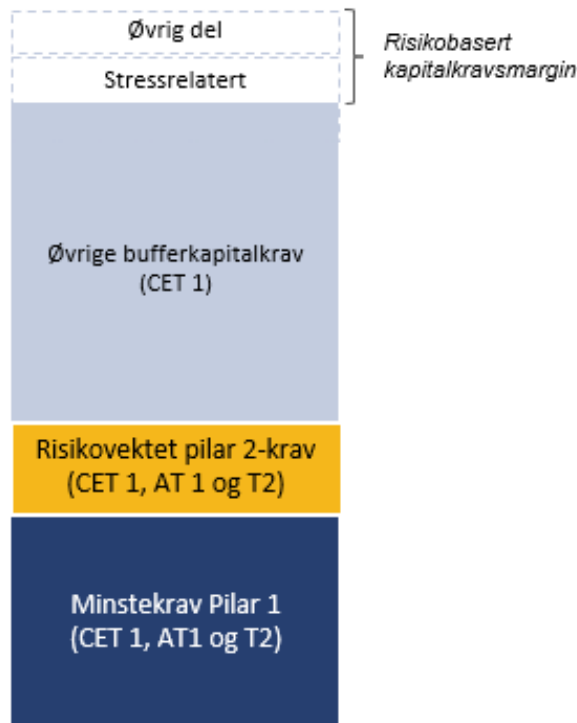 Øvrig del
Risikobasert
kapitalkravsmargin
Stressrelatert
Øvrige bufferkapitalkrav
(CET 1)
Risikovektet pilar 2-krav
(CET 1, AT 1 og T2)
Minstekrav Pilar 1
(CET 1, AT1 og T2)